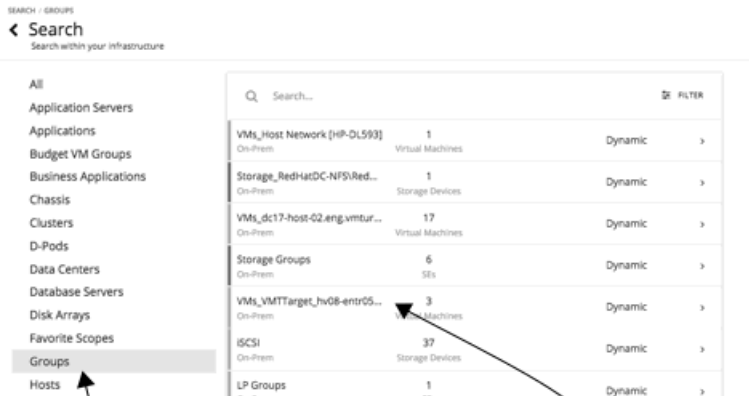 SEARCH / GROUPS
Search
Search within your infrastructure
All
Application Servers
Applications
Budget VM Groups
Business Applications
Chassis
Clusters
D-Pods
Data Centers
Database Servers
Disk Arrays
Favorite Scopes
Groups
Hosts
Search... FILTER
VMs_Host Network [HP-DL593] 1 Dynamic
On-Prem Virtual Machines
Storage_RedHatDC-NFS\Red... 1 Dynamic
On-Prem Storage Devices
VMs_dc17-host-02.eng.vmtur... 17 Dynamic
On-Prem Virtual Machines
Storage Groups 6 Dynamic
On-Prem SEs
VMs_VMTTarget_hv08-entr05... 3 Dynamic
On-Prem Virtual Machines
iSCSI 37 Dynamic
On-Prem Storage Devices
LP Groups 1 Dynamic